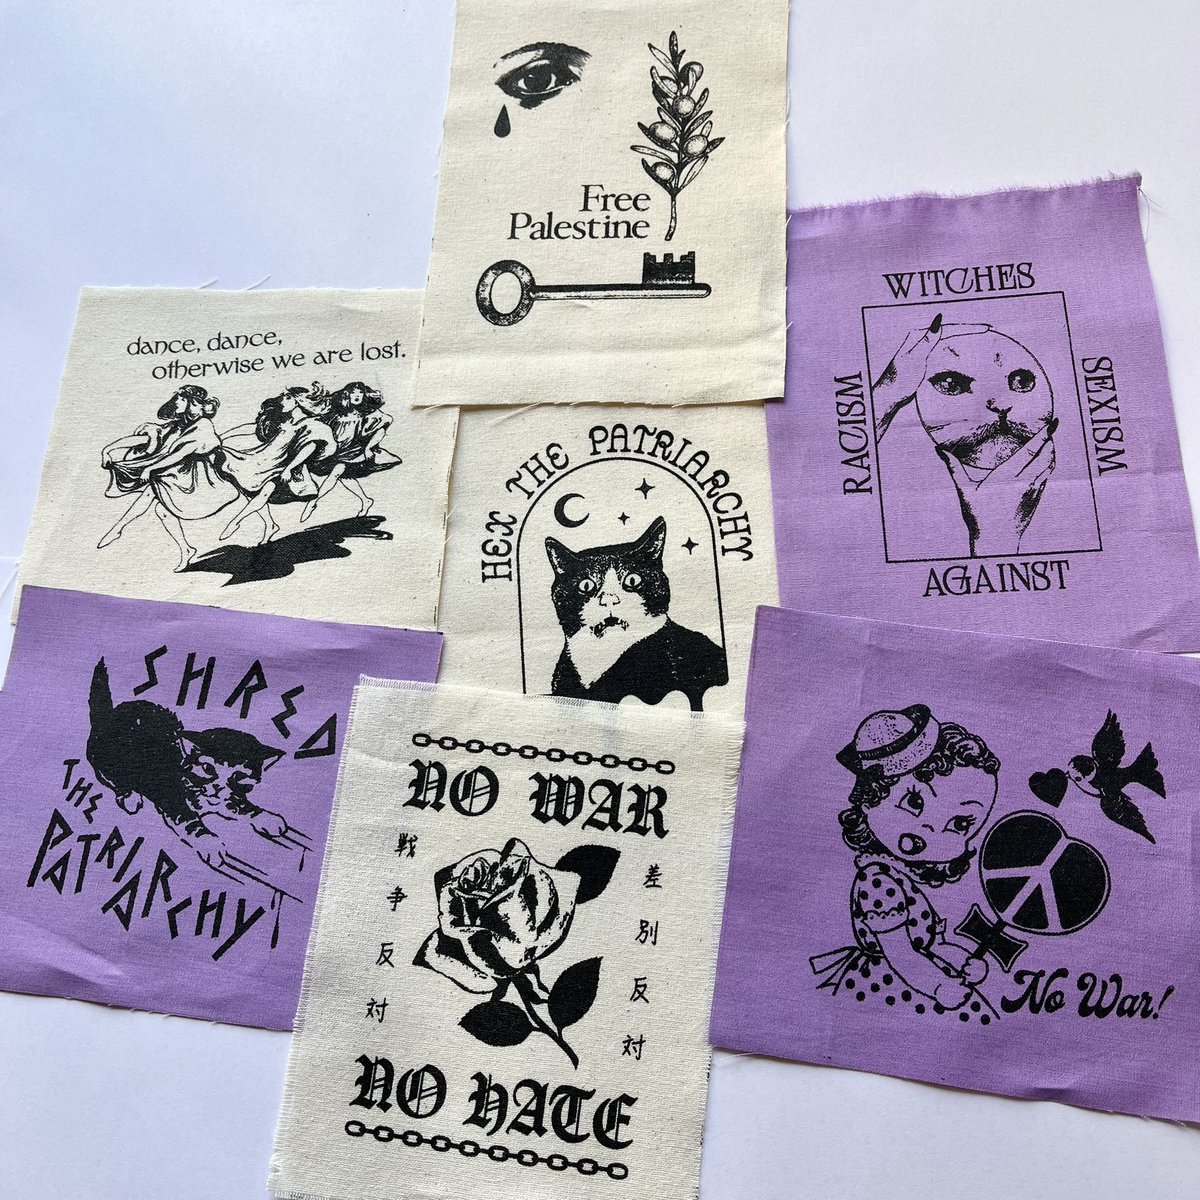 Free
Palestine
dance, dance,
otherwise we are lost.
WITCHES
RACISM
SEXISM
AGAINST
HEX THE PATRIARCHY
SHRED
THE
PATRIARCHY
NO WAR
戦争反対
差別反対
NO HATE
No War!